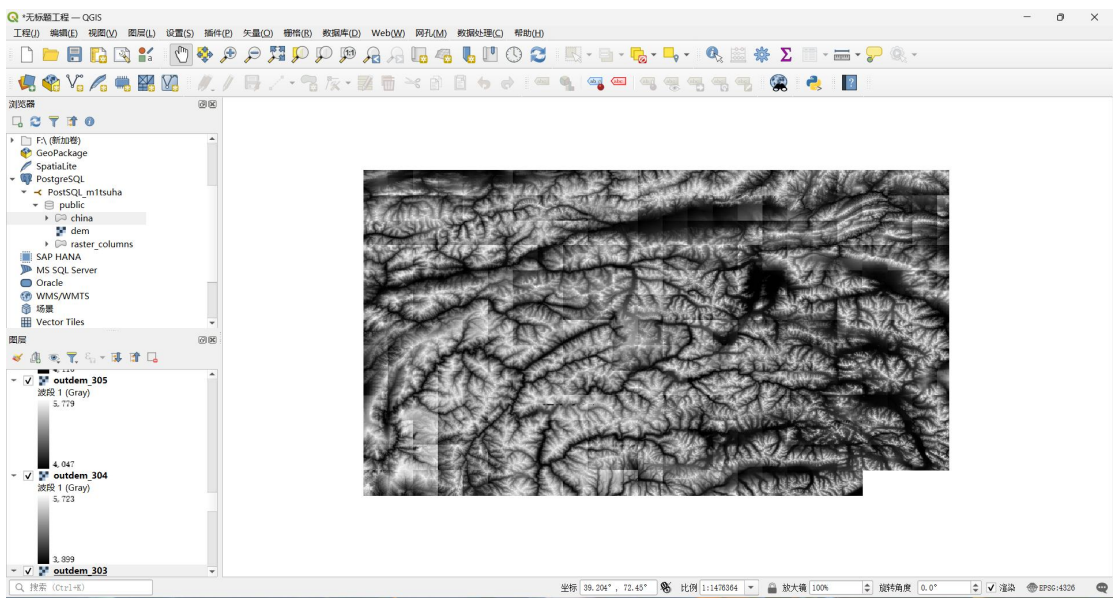 *无标题工程 — QGIS
工程(J) 编辑(E) 视图(V) 图层(L) 设置(S) 插件(P) 矢量(O) 栅格(R) 数据库(D) Web(W) 网孔(M) 数据处理(C) 帮助(H)
浏览器
F:\ (新加卷)
GeoPackage
SpatiaLite
PostgreSQL
PostSQL_m1tsuha
public
china
dem
raster_columns
SAP HANA
MS SQL Server
Oracle
WMS/WMTS
场景
Vector Tiles
图层
outdem_305
波段 1 (Gray)
5,779
4,047
outdem_304
波段 1 (Gray)
5,723
3,899
outdem_303
搜索 (Ctrl+K)
坐标 39.204°, 72.45° 比例 1:1476364 放大镜 100% 旋转角度 0.0° 渲染 EPSG:4326